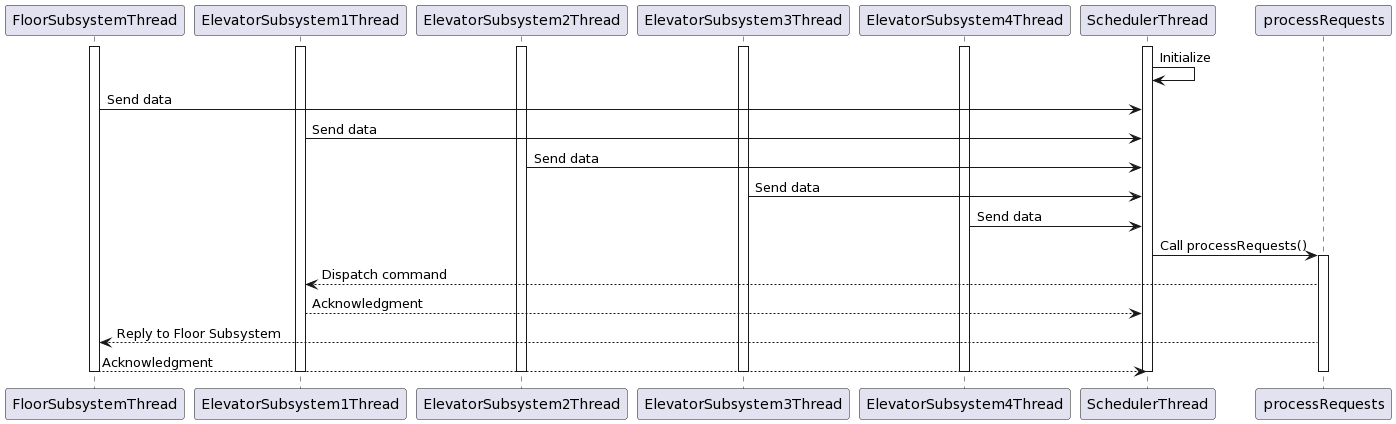 FloorSubsystemThread ElevatorSubsystem1Thread ElevatorSubsystem2Thread ElevatorSubsystem3Thread ElevatorSubsystem4Thread SchedulerThread processRequests
Initialize
Send data
Send data
Send data
Send data
Send data
Call processRequests()
Dispatch command
Acknowledgment
Reply to Floor Subsystem
Acknowledgment
FloorSubsystemThread ElevatorSubsystem1Thread ElevatorSubsystem2Thread ElevatorSubsystem3Thread ElevatorSubsystem4Thread SchedulerThread processRequests